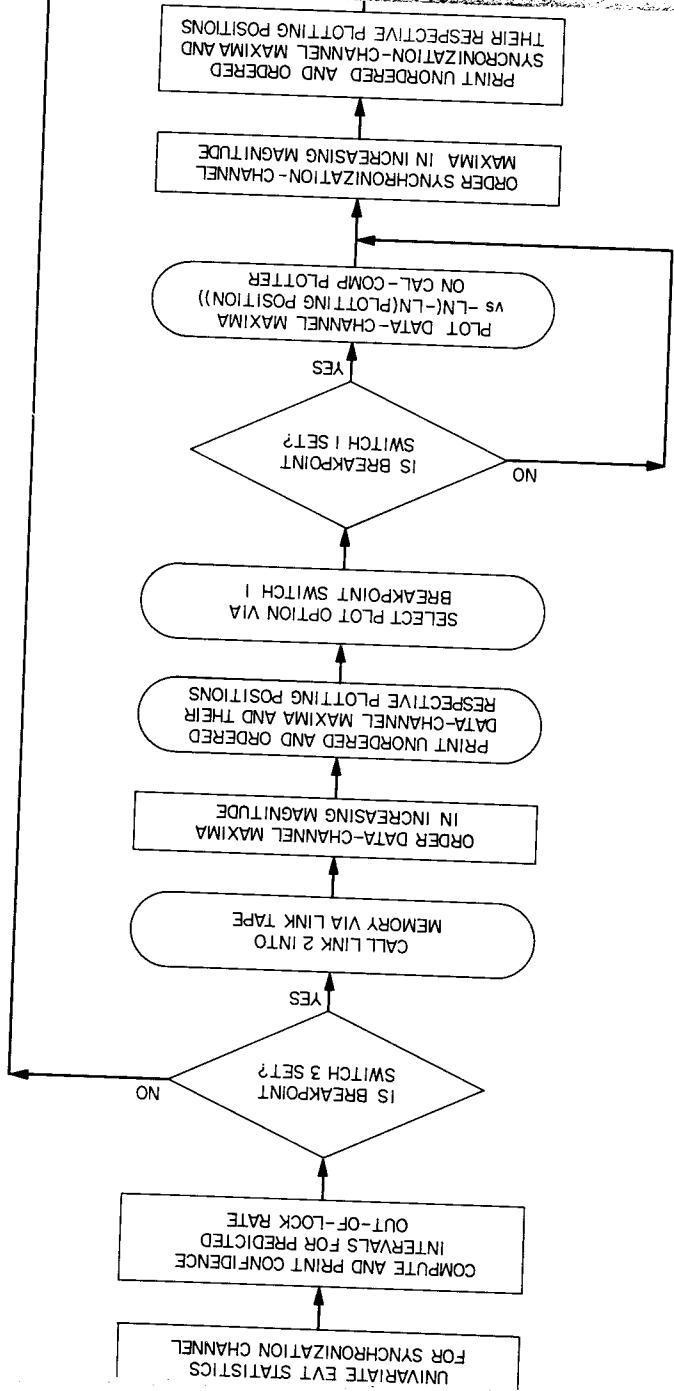 UNIVARIATE EVT STATISTICS
FOR SYNCHRONIZATION CHANNEL
COMPUTE AND PRINT CONFIDENCE
INTERVALS FOR PREDICTED
OUT-OF-LOCK RATE
IS BREAKPOINT
SWITCH 3 SET?
NO
YES
CALL LINK 2 INTO
MEMORY VIA LINK TAPE
ORDER DATA-CHANNEL MAXIMA
IN INCREASING MAGNITUDE
PRINT UNORDERED AND ORDERED
DATA-CHANNEL MAXIMA AND THEIR
RESPECTIVE PLOTTING POSITIONS
SELECT PLOT OPTION VIA
BREAKPOINT SWITCH 1
IS BREAKPOINT
SWITCH 1 SET?
NO
YES
PLOT DATA-CHANNEL MAXIMA
vs -LN(-LN(PLOTTING POSITION))
ON CAL-COMP PLOTTER
ORDER SYNCHRONIZATION-CHANNEL
MAXIMA IN INCREASING MAGNITUDE
PRINT UNORDERED AND ORDERED
SYNCHRONIZATION-CHANNEL MAXIMA AND
THEIR RESPECTIVE PLOTTING POSITIONS